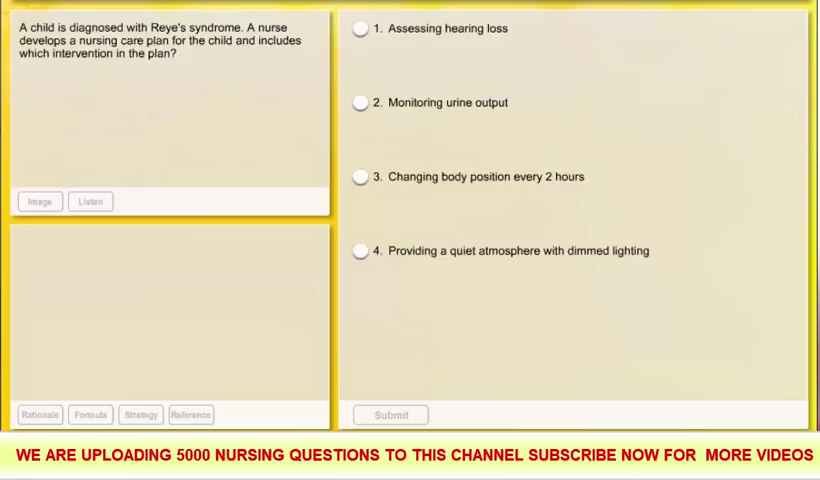 A child is diagnosed with Reye's syndrome. A nurse
develops a nursing care plan for the child and includes
which intervention in the plan?
Image Listen
1. Assessing hearing loss
2. Monitoring urine output
3. Changing body position every 2 hours
4. Providing a quiet atmosphere with dimmed lighting
Rationale Formula Strategy Reference
Submit
WE ARE UPLOADING 5000 NURSING QUESTIONS TO THIS CHANNEL SUBSCRIBE NOW FOR MORE VIDEOS